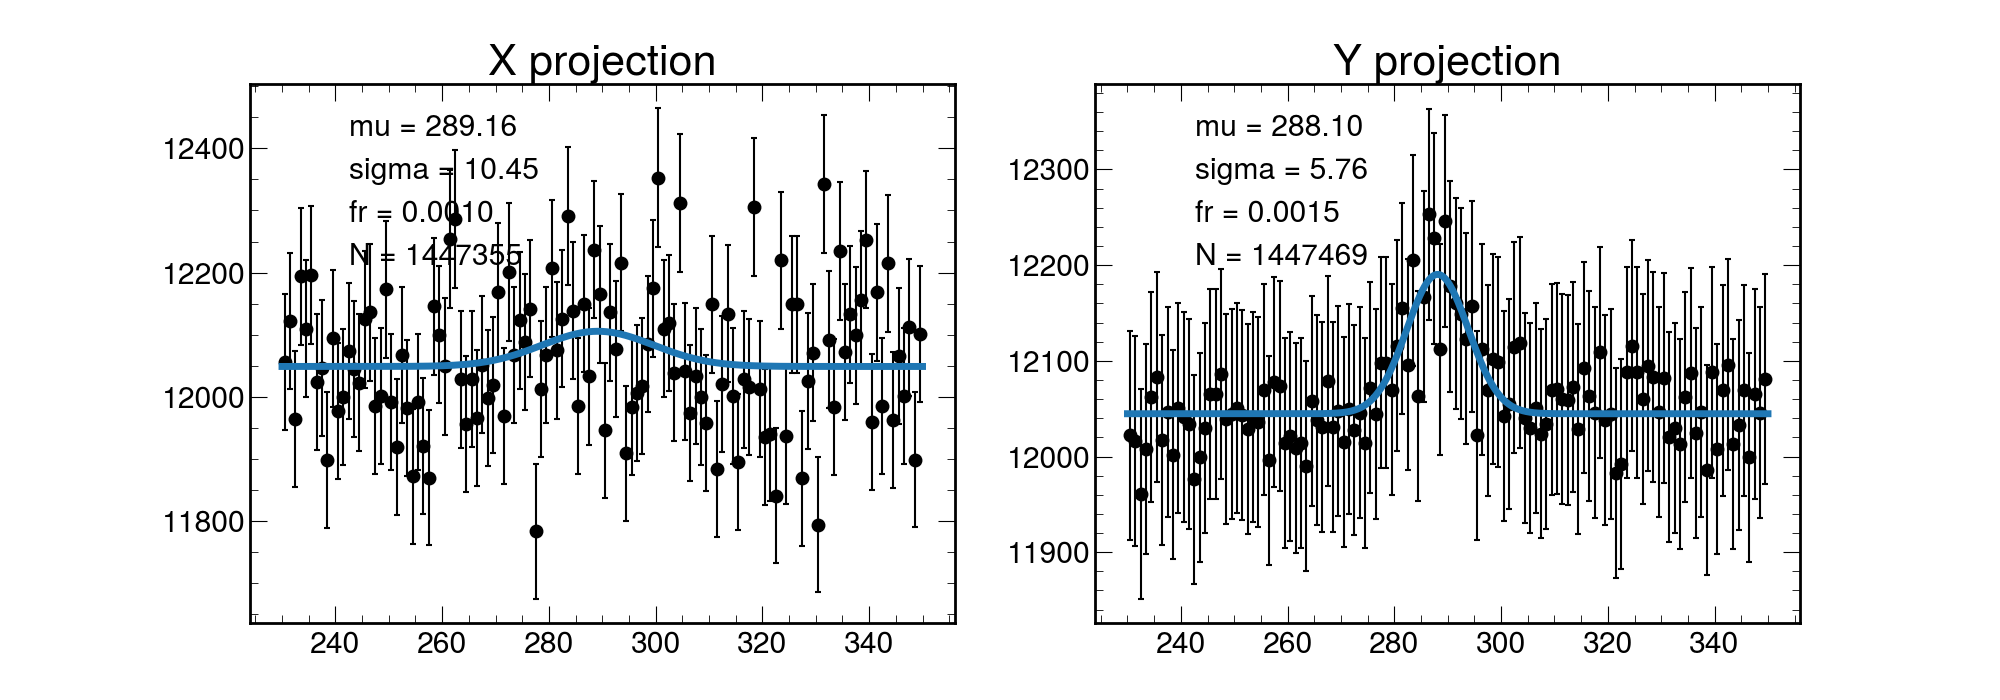 X projection
mu = 289.16
sigma = 10.45
fr = 0.0010
N = 1447355
12400
12200
12000
11800
240 260 280 300 320 340
Y projection
mu = 288.10
sigma = 5.76
fr = 0.0015
N = 1447469
12300
12200
12100
12000
11900
240 260 280 300 320 340